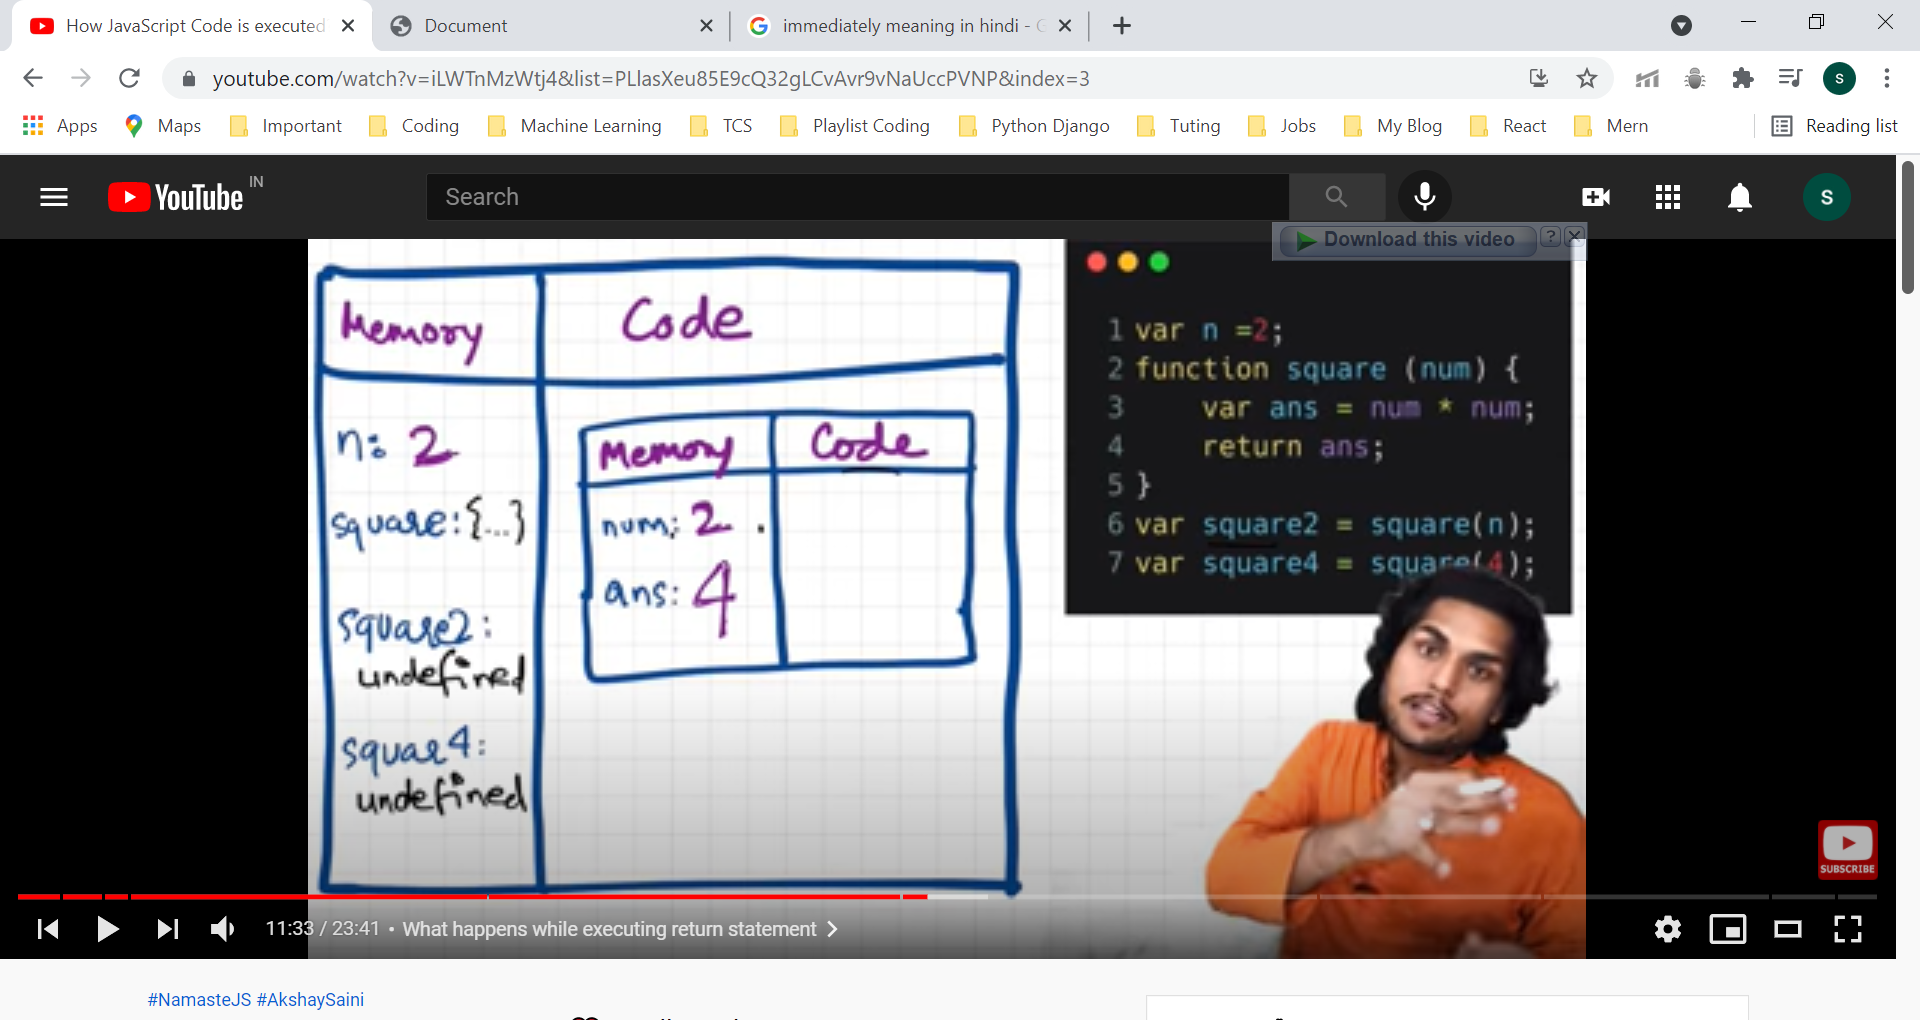 How JavaScript Code is executed
Document
immediately meaning in hindi - G
youtube.com/watch?v=iLWTnMzWtj4&list=PLlasXeu85E9cQ32gLCvAvr9vNaUccPVNP&index=3
S
Apps
Maps
Important
Coding
Machine Learning
TCS
Playlist Coding
Python Django
Tuting
Jobs
My Blog
React
Mern
Reading list
YouTube IN
Search
S
Download this video ?
Memory
Code
n: 2
square:{...}
square2:
undefined
squar4:
undefined
Memory
Code
num: 2
ans: 4
1 var n =2;
2 function square (num) {
3 var ans = num * num;
4 return ans;
5 }
6 var square2 = square(n);
7 var square4 = square(4);
SUBSCRIBE
11:33 / 23:41 • What happens while executing return statement
#NamasteJS #AkshaySaini